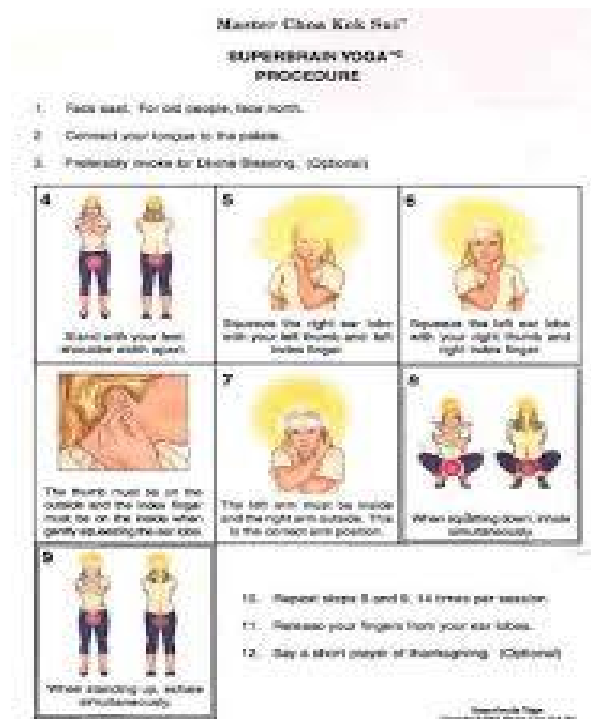 Master Choa Kok Sui™
SUPERBRAIN YOGA
PROCEDURE
1. Face east. For old people, face north.
2. Connect your tongue to the palate.
3. Preferably invoke for Divine Blessing. (Optional)
4
Stand with your feet
shoulder width apart.
5
Squeeze the right ear lobe
with your left thumb and left
index finger.
6
Squeeze the left ear lobe
with your right thumb and
right index finger.
The thumb must be on the
outside and the index finger
must be on the inside when
gently squeezing the ear lobe.
7
The left arm must be inside
and the right arm outside. This
is the correct arm position.
8
When squatting down, inhale
simultaneously.
9
When standing up, exhale
simultaneously.
10. Repeat steps 8 and 9, 14 times per session.
11. Release your fingers from your ear lobes.
12. Say a short prayer of thanksgiving. (Optional)